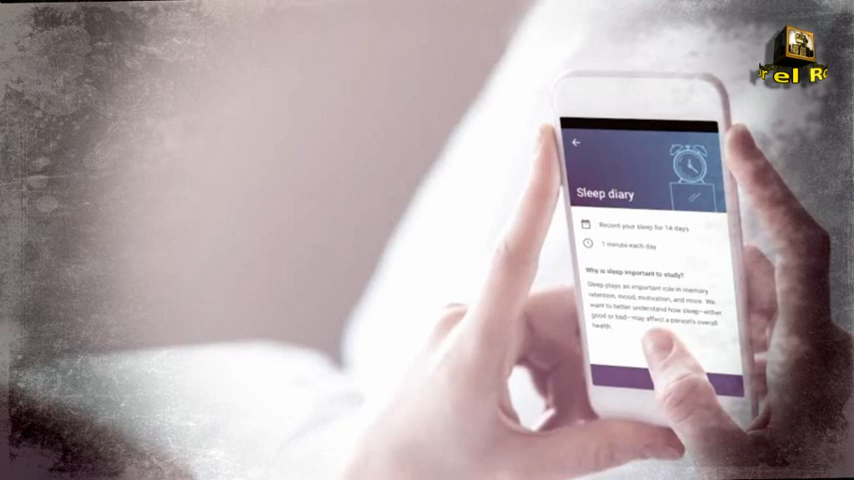 Sleep diary
Record your sleep for 14 days
1 minute each day
Why is sleep important to study?
Sleep plays an important role in memory
retention, mood, motivation, and more. We
want to better understand how sleep—either
good or bad—may affect a person's overall
health.
el